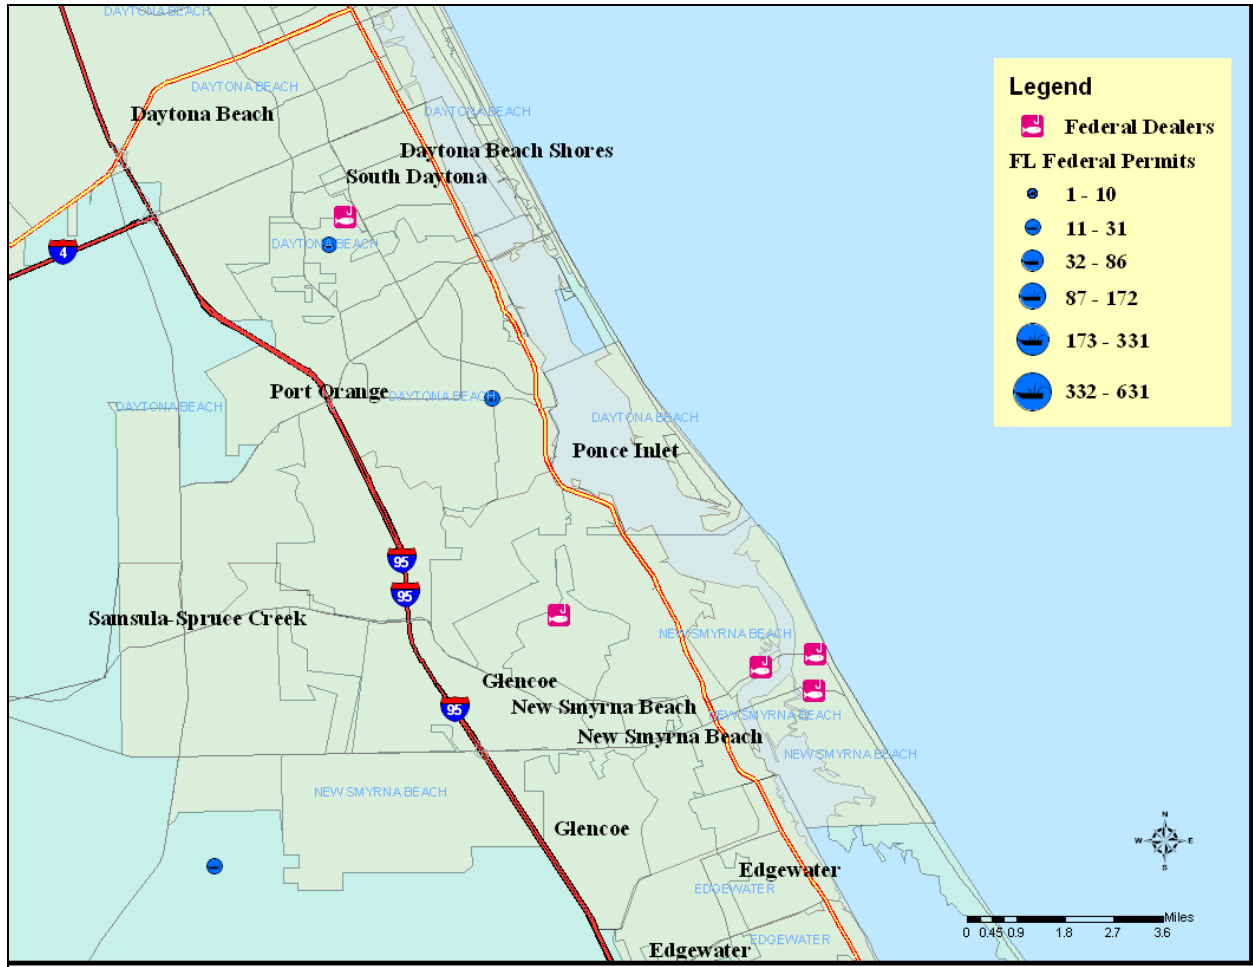 DAYTONA BEACH
DAYTONA BEACH
Daytona Beach
DAYTONA BEACH
Daytona Beach Shores
South Daytona
DAYTONA BEACH
4
Port Orange
DAYTONA BEACH
DAYTONA BEACH
DAYTONA BEACH
Ponce Inlet
95
95
Samsula-Spruce Creek
NEW SMYRNA BEACH
Glencoe
95
New Smyrna Beach
NEW SMYRNA BEACH
New Smyrna Beach
NEW SMYRNA BEACH
NEW SMYRNA BEACH
Glencoe
Edgewater
EDGEWATER
EDGEWATER
Edgewater
Legend
Federal Dealers
FL Federal Permits
1 - 10
11 - 31
32 - 86
87 - 172
173 - 331
332 - 631
N
W E
S
Miles
0 0.45 0.9 1.8 2.7 3.6